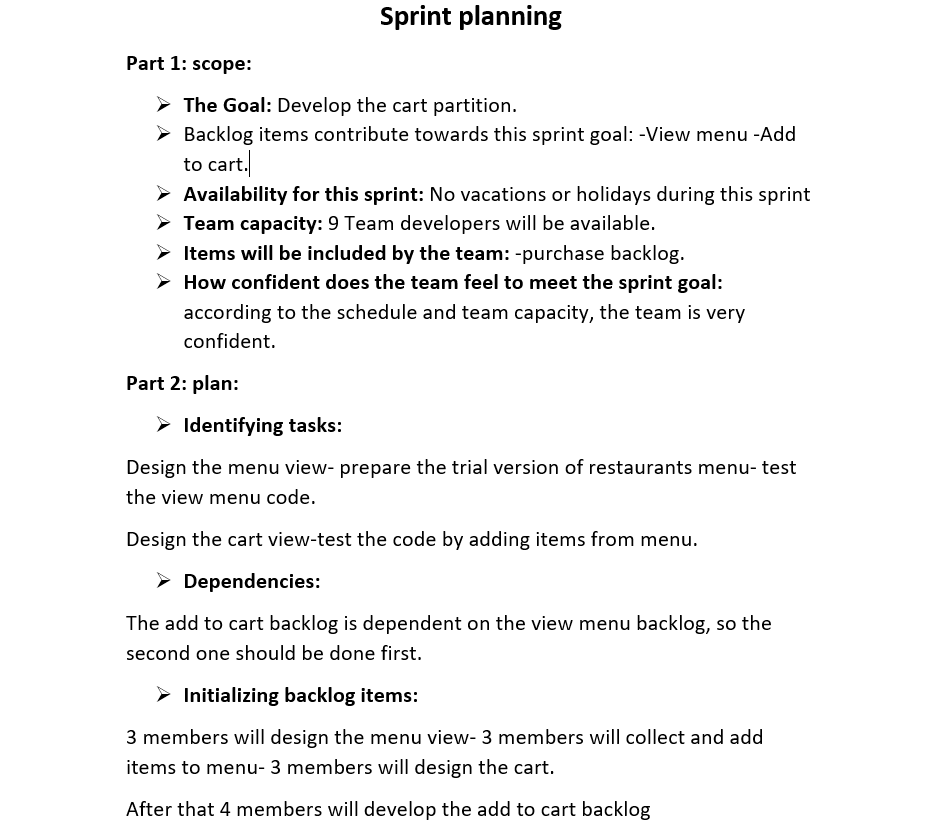 Sprint planning
Part 1: scope:
➢ The Goal: Develop the cart partition.
➢ Backlog items contribute towards this sprint goal: -View menu -Add
to cart.
➢ Availability for this sprint: No vacations or holidays during this sprint
➢ Team capacity: 9 Team developers will be available.
➢ Items will be included by the team: -purchase backlog.
➢ How confident does the team feel to meet the sprint goal:
according to the schedule and team capacity, the team is very
confident.
Part 2: plan:
➢ Identifying tasks:
Design the menu view- prepare the trial version of restaurants menu- test
the view menu code.
Design the cart view-test the code by adding items from menu.
➢ Dependencies:
The add to cart backlog is dependent on the view menu backlog, so the
second one should be done first.
➢ Initializing backlog items:
3 members will design the menu view- 3 members will collect and add
items to menu- 3 members will design the cart.
After that 4 members will develop the add to cart backlog